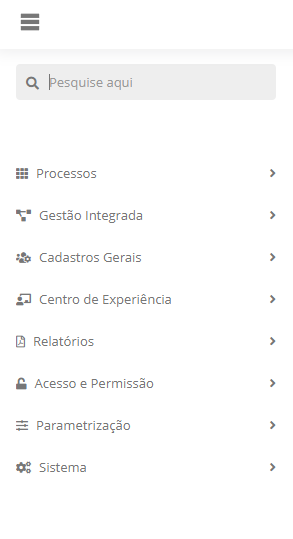 Pesquise aqui
Processos
Gestão Integrada
Cadastros Gerais
Centro de Experiência
Relatórios
Acesso e Permissão
Parametrização
Sistema